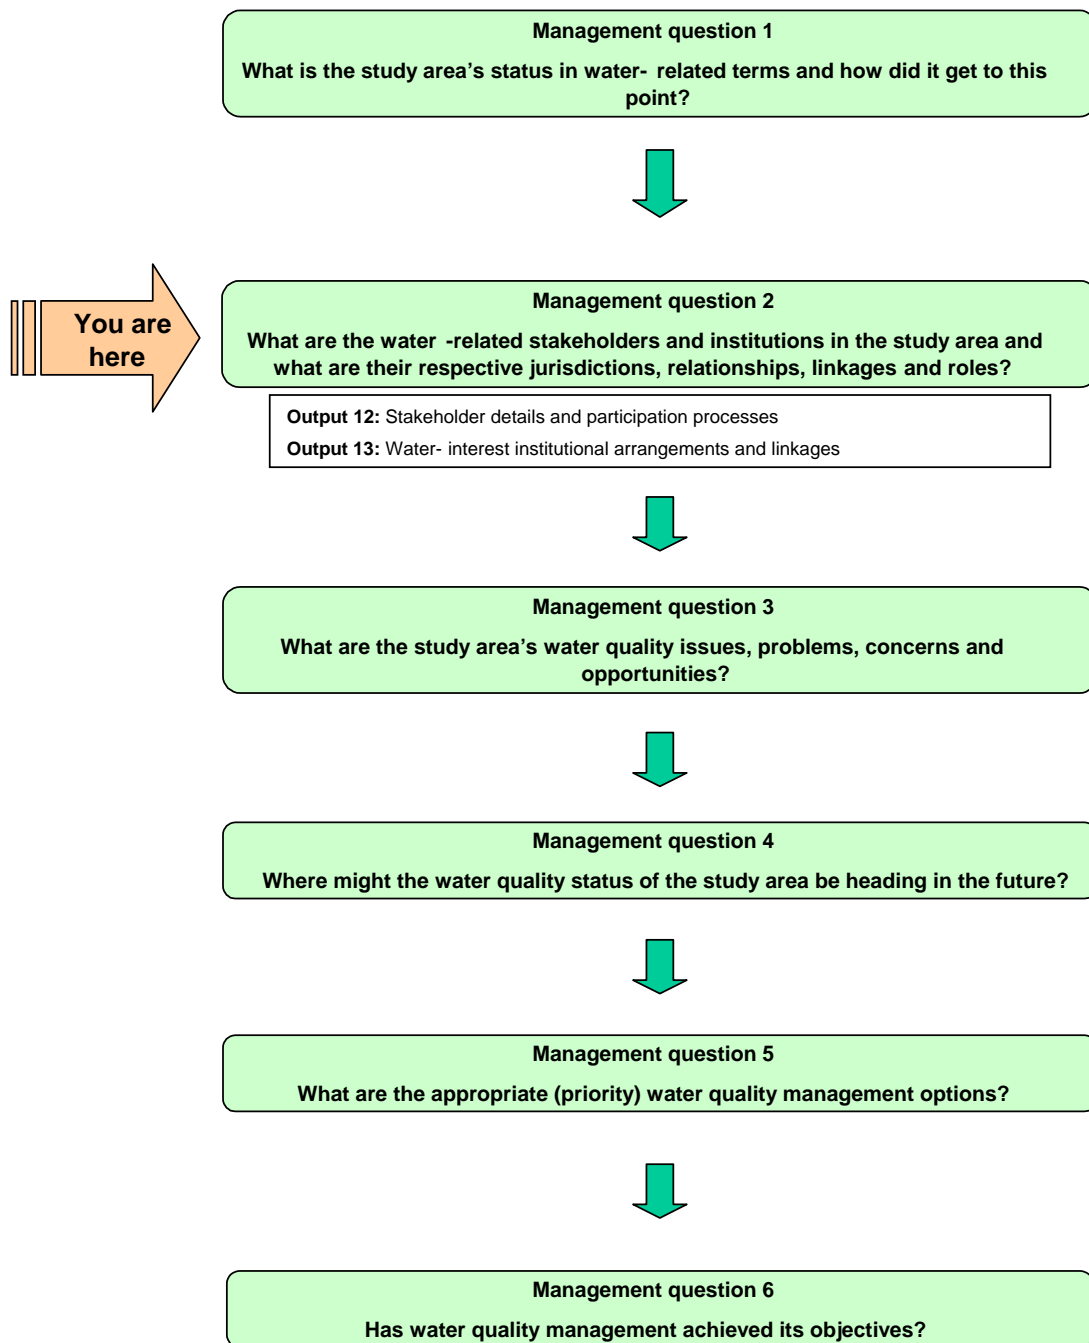 Management question 1
What is the study area’s status in water- related terms and how did it get to this
point?
You are
here
Management question 2
What are the water -related stakeholders and institutions in the study area and
what are their respective jurisdictions, relationships, linkages and roles?
Output 12: Stakeholder details and participation processes
Output 13: Water- interest institutional arrangements and linkages
Management question 3
What are the study area’s water quality issues, problems, concerns and
opportunities?
Management question 4
Where might the water quality status of the study area be heading in the future?
Management question 5
What are the appropriate (priority) water quality management options?
Management question 6
Has water quality management achieved its objectives?